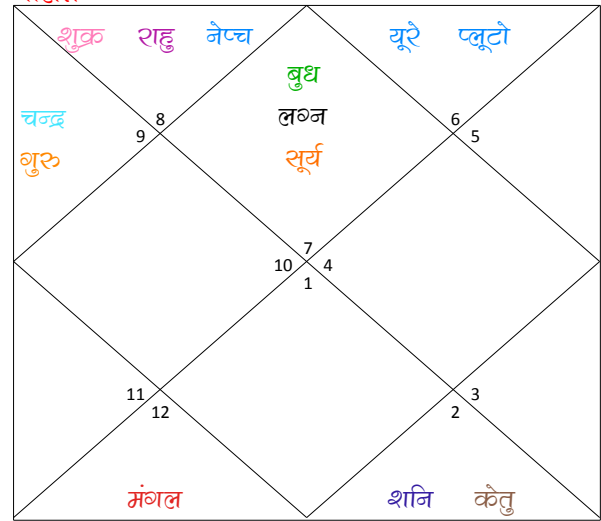 शुक्र राहु नेप्च यूरे प्लूटो
बुध
चन्द्र लग्न
8 6
9 5
गुरु सूर्य
7
10 4
1
11 3
12 2
मंगल शनि केतु